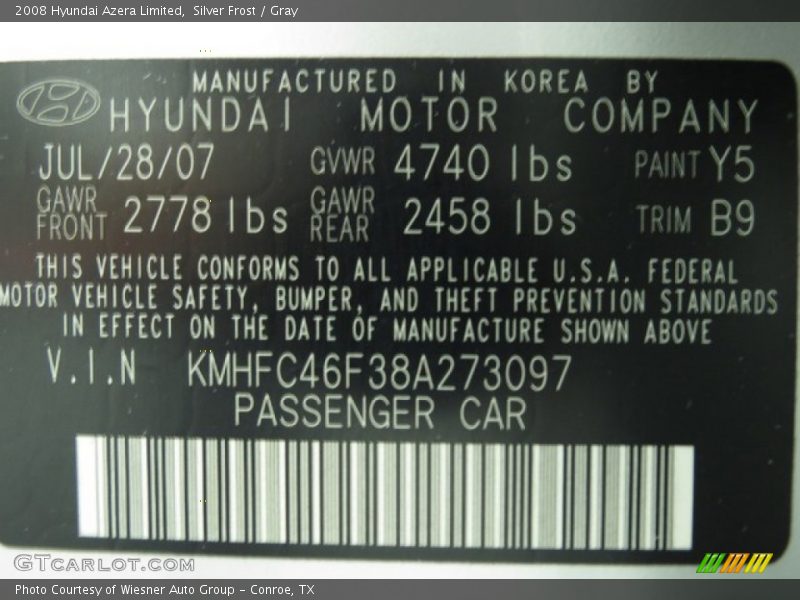 2008 Hyundai Azera Limited, Silver Frost / Gray
MANUFACTURED IN KOREA BY
HYUNDAI MOTOR COMPANY
JUL/28/07 GVWR 4740 lbs PAINT Y5
GAWR FRONT 2778 lbs GAWR REAR 2458 lbs TRIM B9
THIS VEHICLE CONFORMS TO ALL APPLICABLE U.S.A. FEDERAL
MOTOR VEHICLE SAFETY, BUMPER, AND THEFT PREVENTION STANDARDS
IN EFFECT ON THE DATE OF MANUFACTURE SHOWN ABOVE
V.I.N KMHFC46F38A273097
PASSENGER CAR
GTCARLOT.COM
Photo Courtesy of Wiesner Auto Group - Conroe, TX